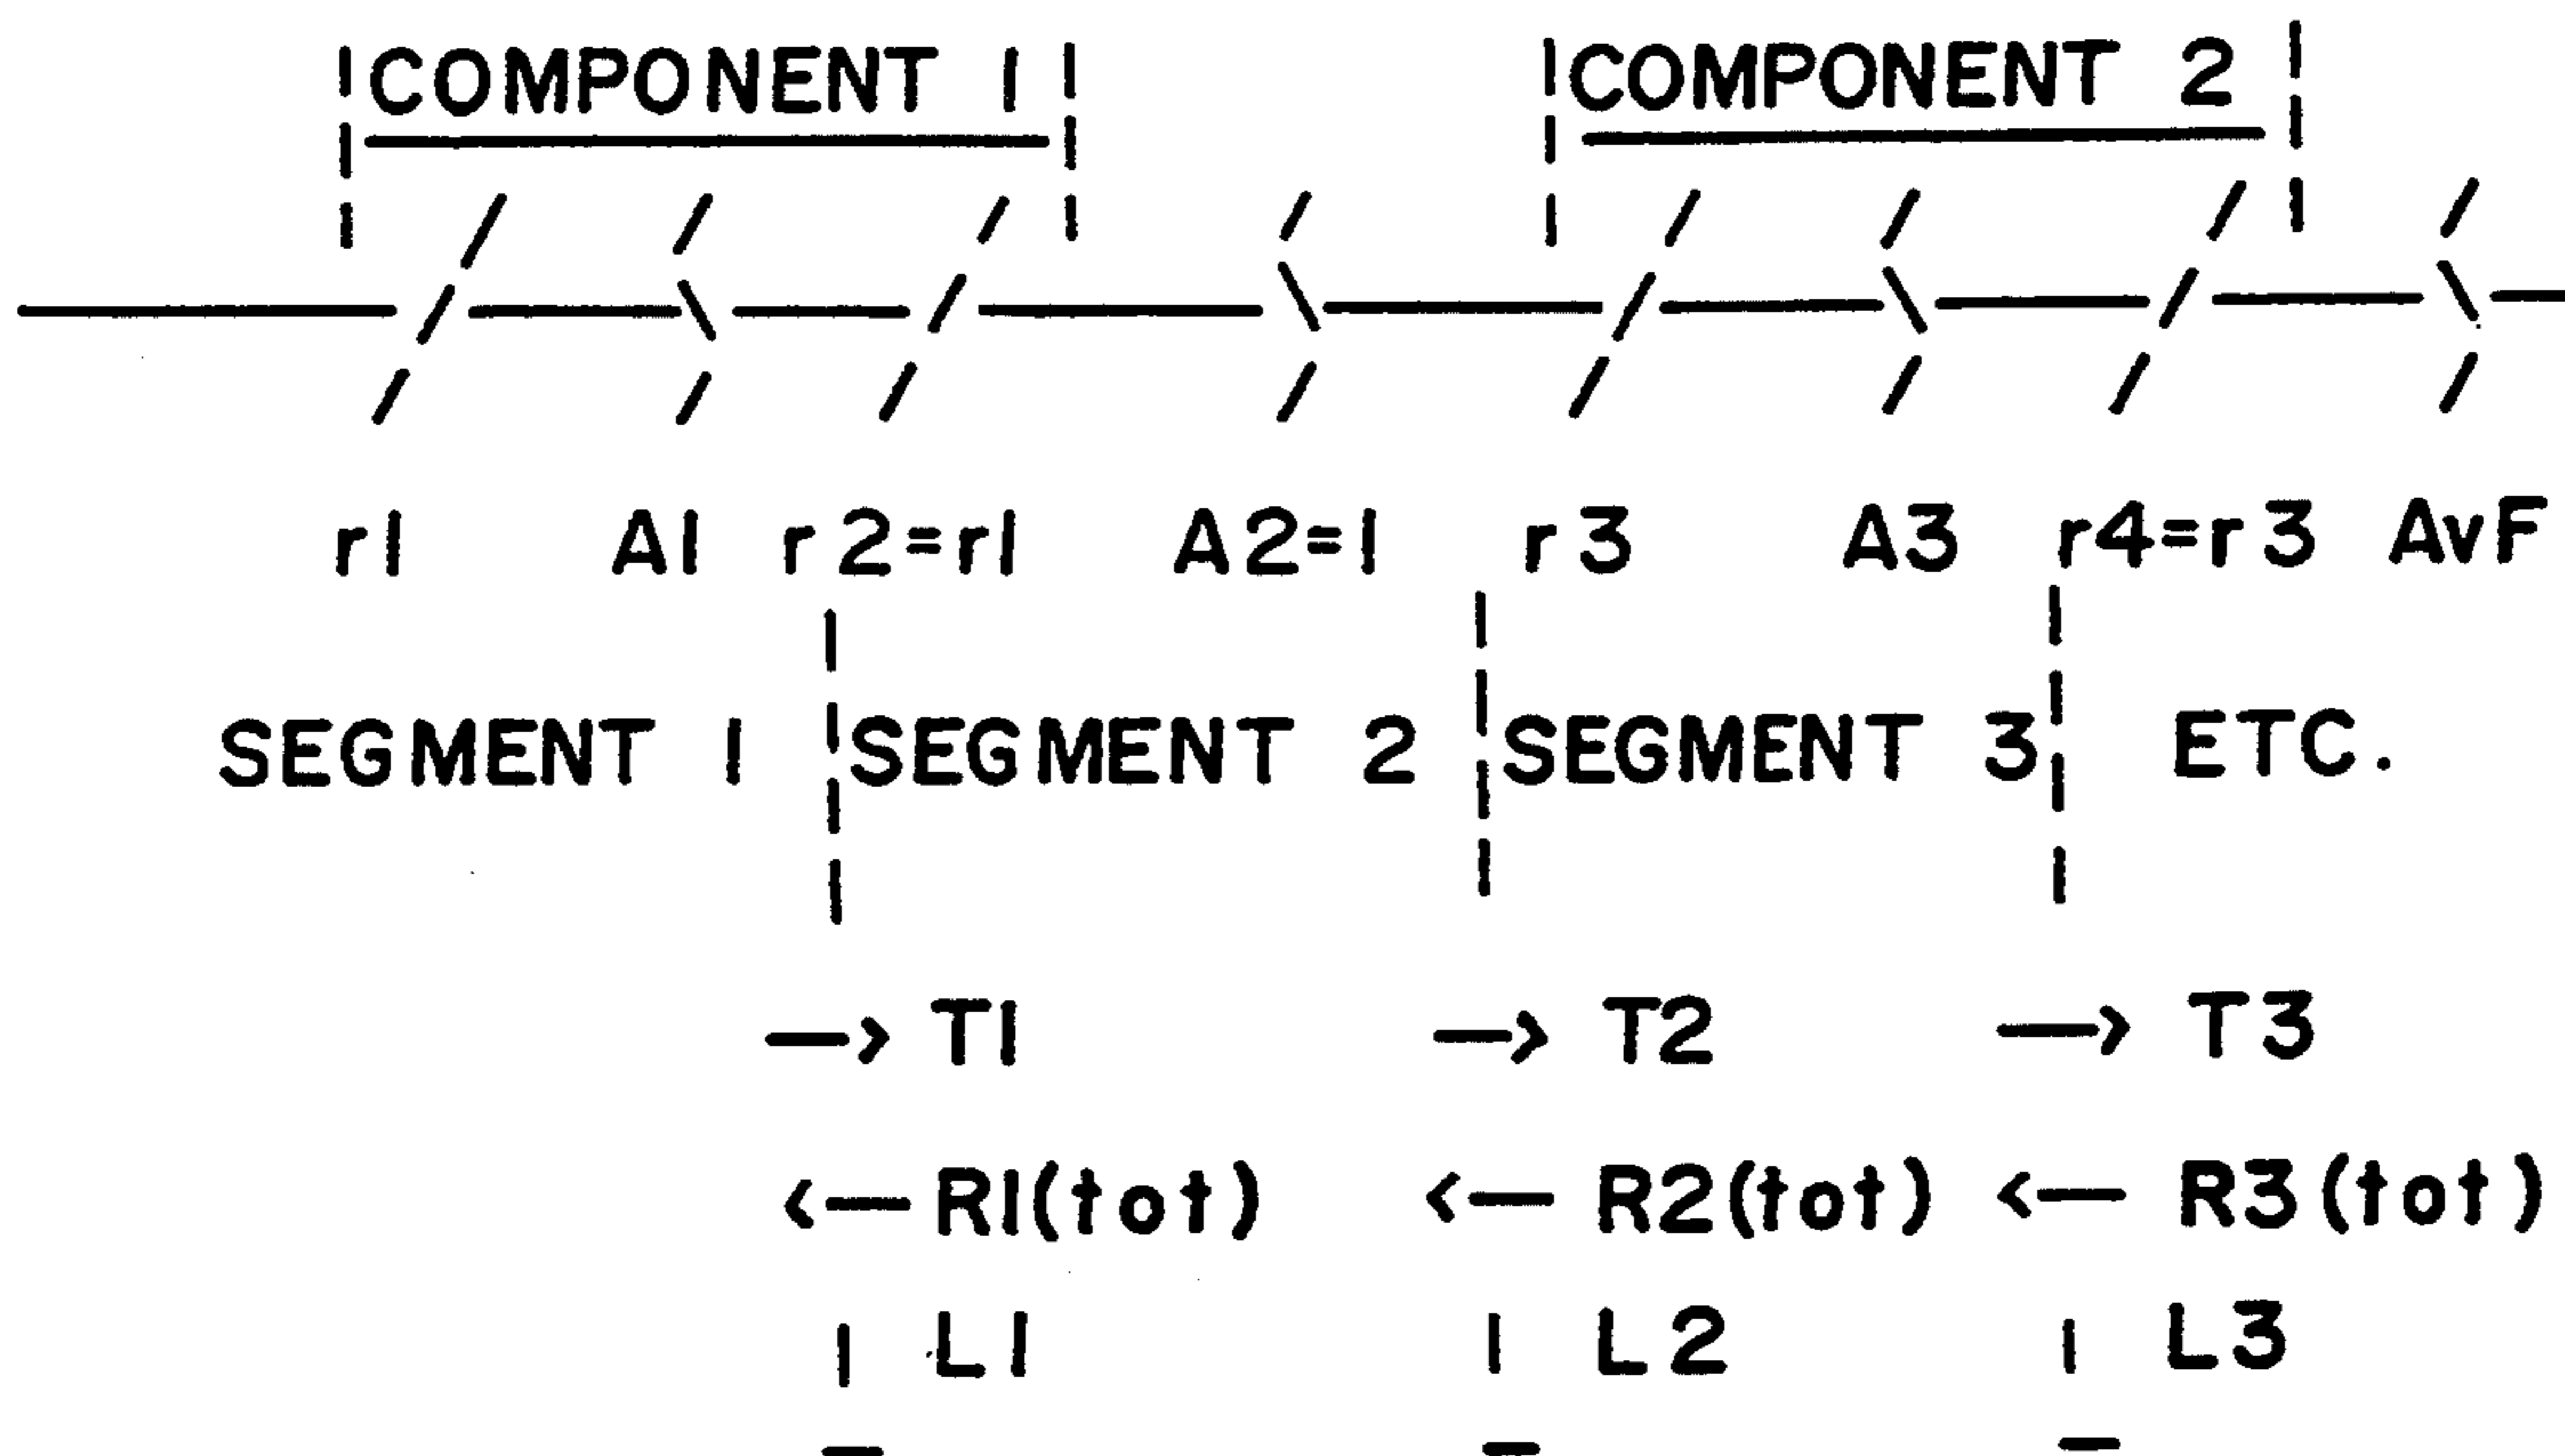 COMPONENT 1 COMPONENT 2
r1 A1 r2=r1 A2=1 r3 A3 r4=r3 AvF
SEGMENT 1 SEGMENT 2 SEGMENT 3 ETC.
—> T1 —> T2 —> T3
<— R1(tot) <— R2(tot) <— R3(tot)
L1 L2 L3